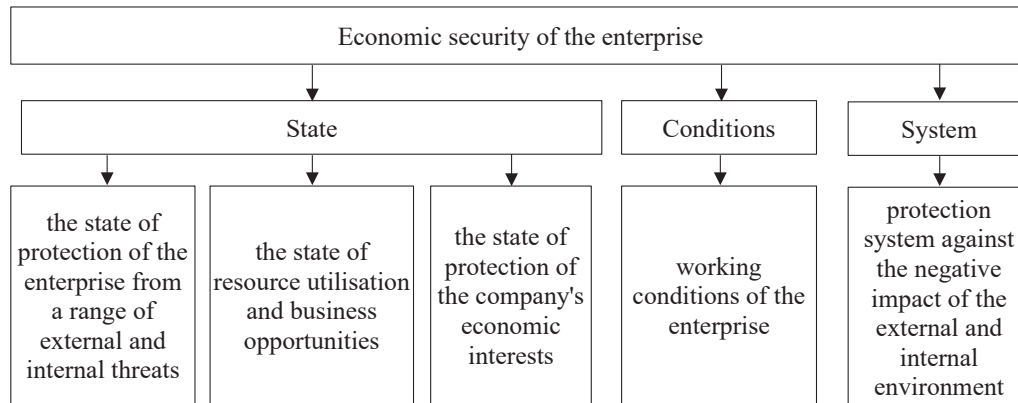 Economic security of the enterprise
State
Conditions
System
the state of
protection of the
enterprise from
a range of
external and
internal threats
the state of
resource utilisation
and business
opportunities
the state of
protection of
the company's
economic
interests
working
conditions of the
enterprise
protection
system against
the negative
impact of the
external and
internal
environment